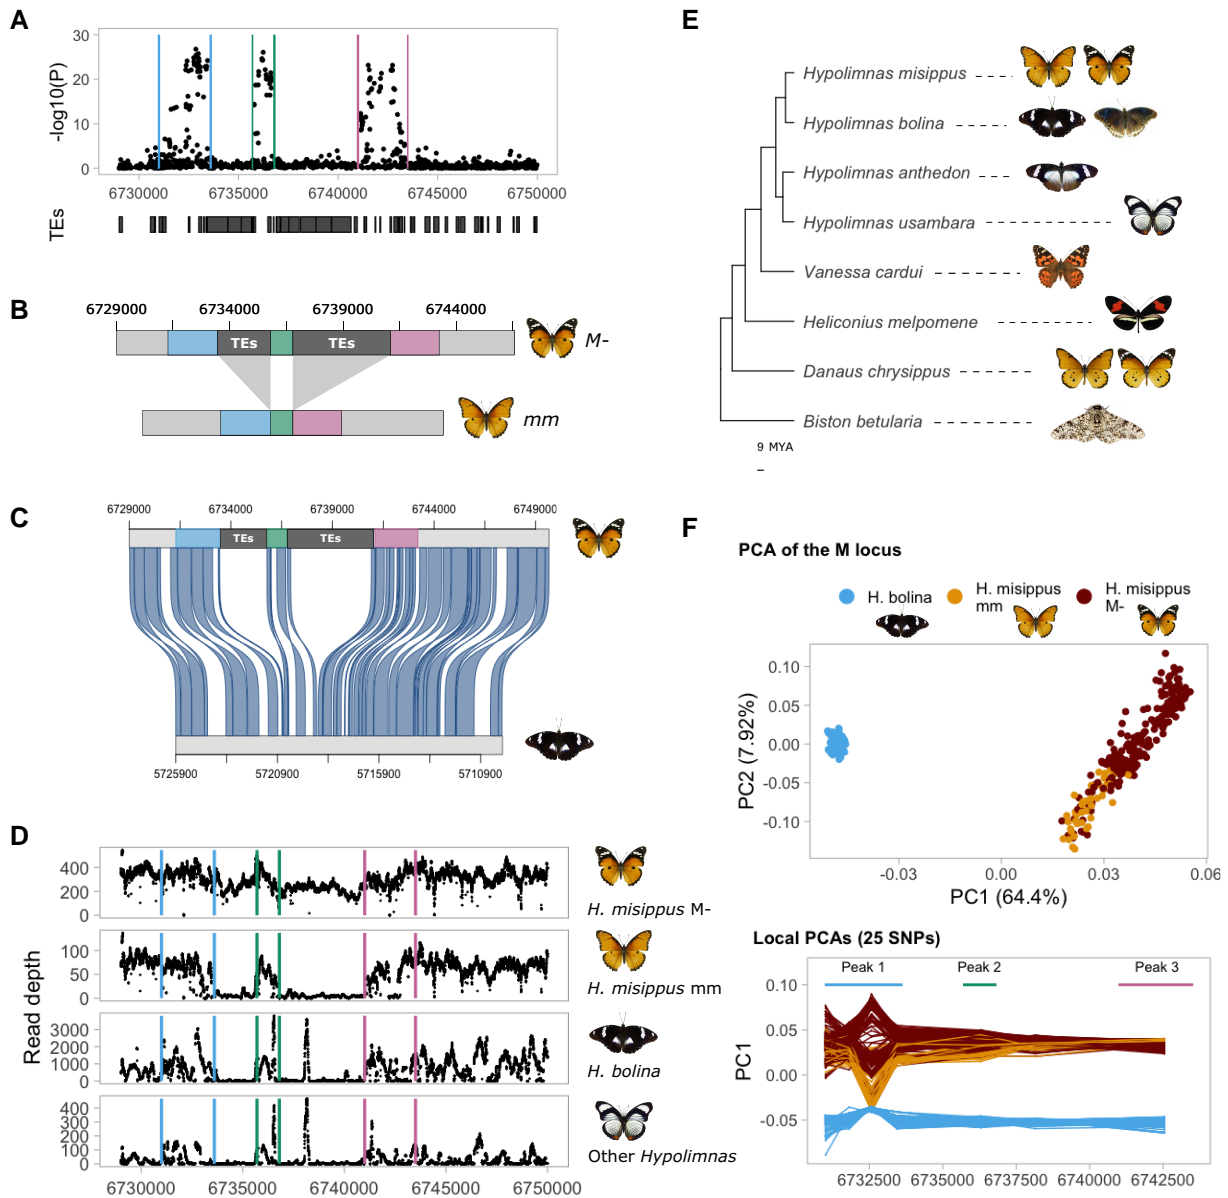 A
30
20
10
0
-log10(P)
6730000 6735000 6740000 6745000 6750000
TEs
B
6729000 6734000 6739000 6744000
TEs TEs
M-
mm
C
6729000 6734000 6739000 6744000 6749000
TEs TEs
5725900 5720900 5715900 5710900
D
Read depth
400
200
0
H. misippus M-
100
50
0
H. misippus mm
3000
2000
1000
0
H. bolina
400
300
200
100
0
Other Hypolimnas
6730000 6735000 6740000 6745000 6750000
E
Hypolimnas misippus
Hypolimnas bolina
Hypolimnas anthedon
Hypolimnas usambara
Vanessa cardui
Heliconius melpomene
Danaus chrysippus
Biston betularia
9 MYA
F
PCA of the M locus
H. bolina
H. misippus
mm
H. misippus
M-
0.10
0.05
0.00
-0.05
-0.10
PC2 (7.92%)
-0.03 0.00 0.03 0.06
PC1 (64.4%)
Local PCAs (25 SNPs)
Peak 1 Peak 2 Peak 3
0.10
0.05
0.00
-0.05
PC1
6732500 6735000 6737500 6740000 6742500